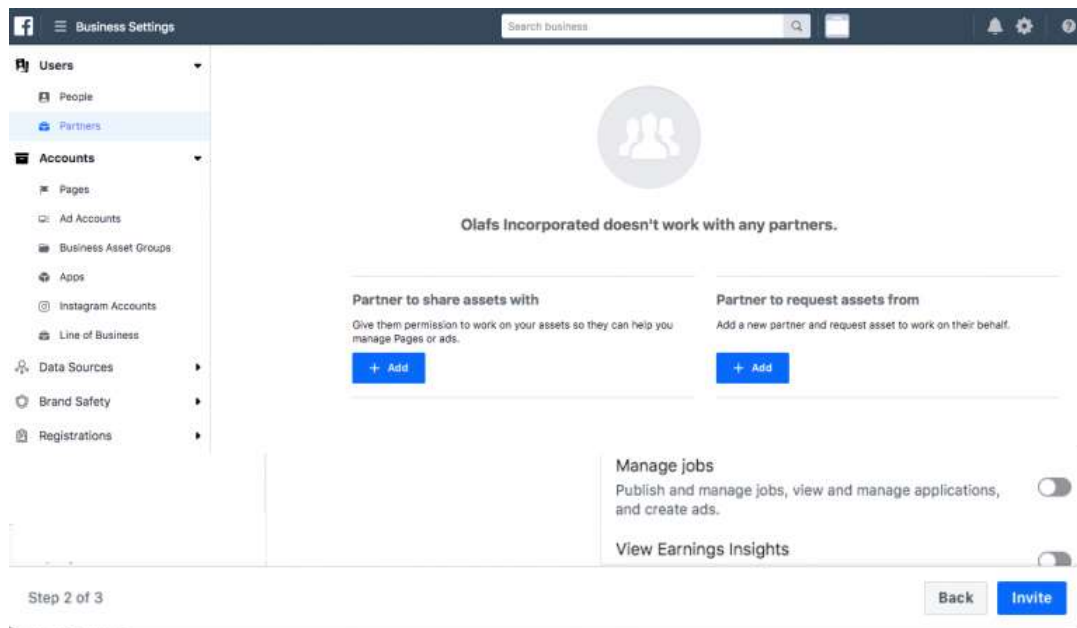 Business Settings
Search business
Users
People
Partners
Accounts
Pages
Ad Accounts
Business Asset Groups
Apps
Instagram Accounts
Line of Business
Data Sources
Brand Safety
Registrations
Olafs Incorporated doesn't work with any partners.
Partner to share assets with
Give them permission to work on your assets so they can help you
manage Pages or ads.
+ Add
Partner to request assets from
Add a new partner and request asset to work on their behalf.
+ Add
Manage jobs
Publish and manage jobs, view and manage applications,
and create ads.
View Earnings Insights
Step 2 of 3
Back
Invite